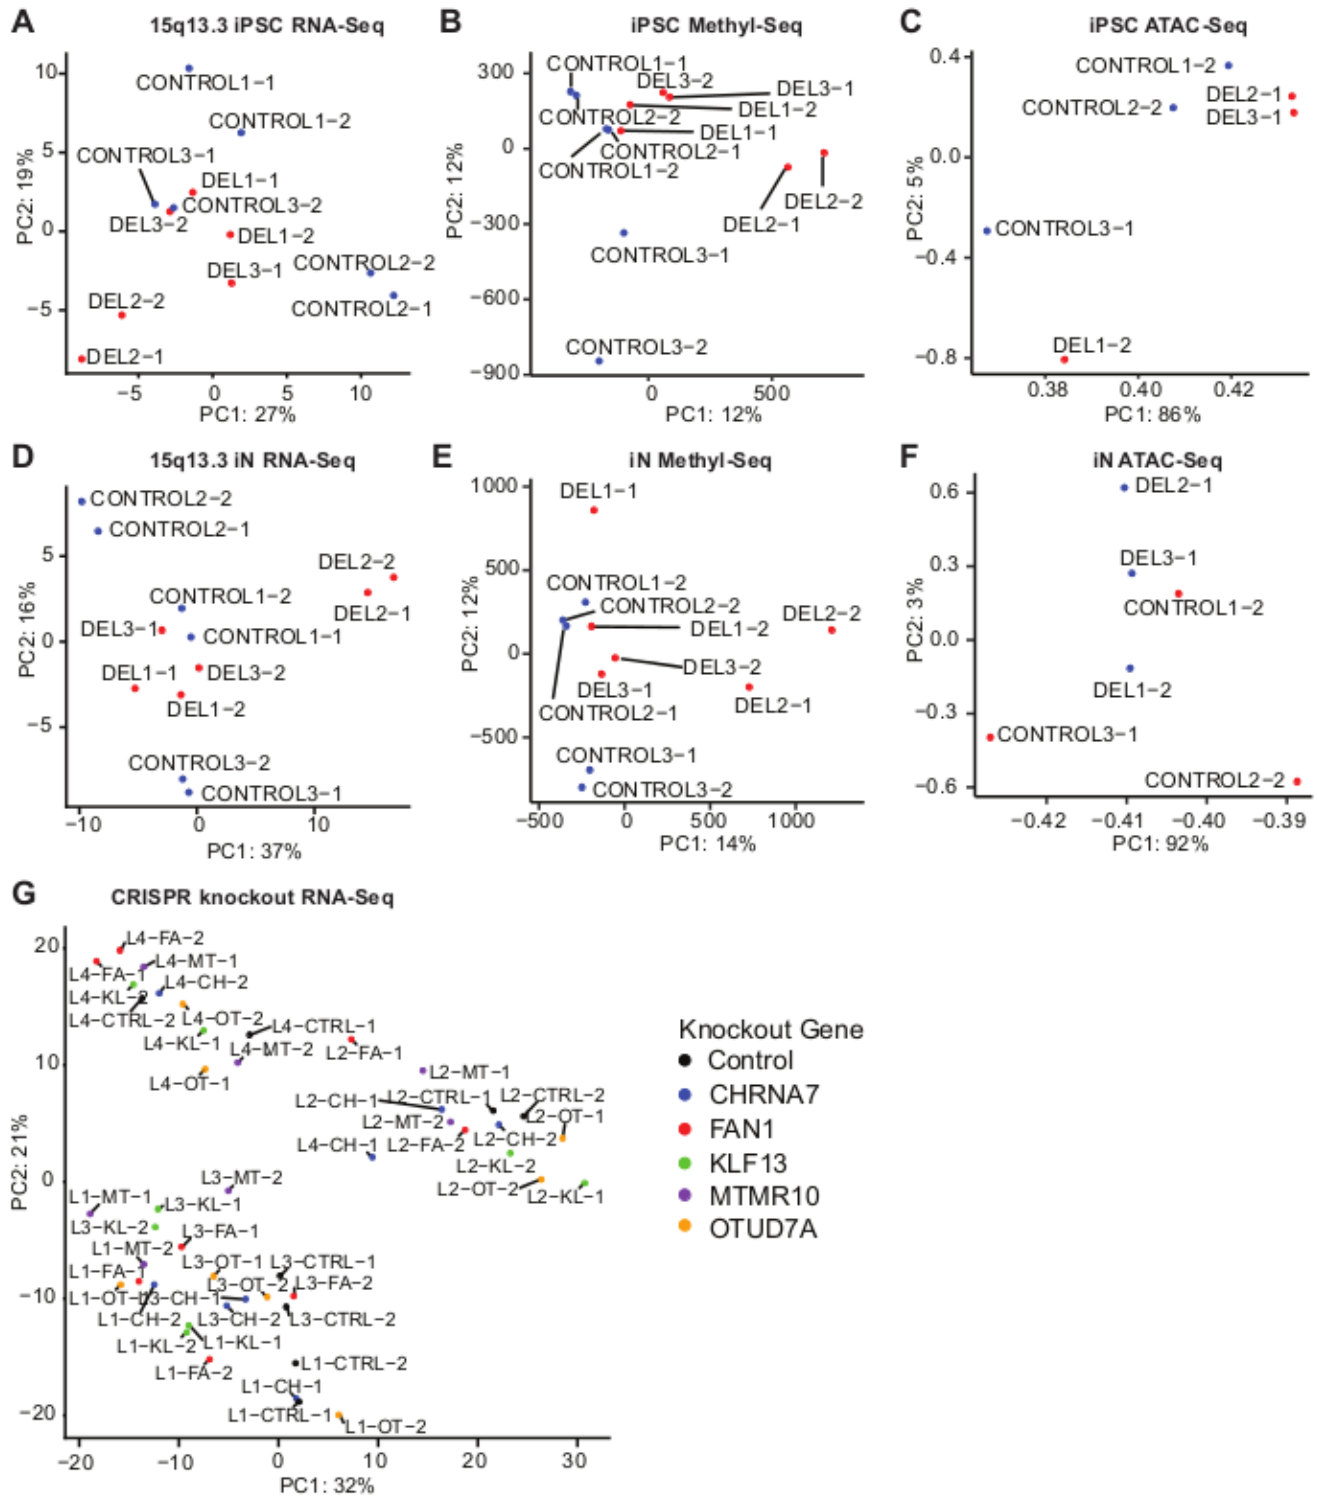 A 15q13.3 iPSC RNA-Seq
10
5
0
−5
PC2: 19%
CONTROL1−1
CONTROL1−2
CONTROL3−1
DEL1−1
CONTROL3−2
DEL3−2
DEL1−2
DEL3−1
CONTROL2−2
DEL2−2
CONTROL2−1
DEL2−1
−5 0 5 10
PC1: 27%
B iPSC Methyl-Seq
300
0
−300
−600
−900
PC2: 12%
CONTROL1−1
DEL3−2
DEL3−1
DEL1−2
CONTROL2−2
DEL1−1
CONTROL2−1
CONTROL1−2
DEL2−2
DEL2−1
CONTROL3−1
CONTROL3−2
0 500
PC1: 12%
C iPSC ATAC-Seq
0.4
0.0
−0.4
−0.8
PC2: 5%
CONTROL1−2
DEL2−1
CONTROL2−2
DEL3−1
CONTROL3−1
DEL1−2
0.38 0.40 0.42
PC1: 86%
D 15q13.3 iN RNA-Seq
5
0
−5
PC2: 16%
CONTROL2−2
CONTROL2−1
DEL2−2
CONTROL1−2
DEL2−1
DEL3−1
CONTROL1−1
DEL1−1
DEL3−2
DEL1−2
CONTROL3−2
CONTROL3−1
−10 0 10
PC1: 37%
E iN Methyl-Seq
1000
500
0
−500
PC2: 12%
DEL1−1
CONTROL1−2
CONTROL2−2
DEL2−2
DEL1−2
DEL3−2
DEL3−1
DEL2−1
CONTROL2−1
CONTROL3−1
CONTROL3−2
−500 0 500 1000
PC1: 14%
F iN ATAC-Seq
0.6
0.3
0.0
−0.3
−0.6
PC2: 3%
DEL2−1
DEL3−1
CONTROL1−2
DEL1−2
CONTROL3−1
CONTROL2−2
−0.42 −0.41 −0.40 −0.39
PC1: 92%
G CRISPR knockout RNA-Seq
20
10
0
−10
−20
PC2: 21%
L4−FA−2
L4−MT−1
L4−FA−1
L4−CH−2
L4−KL−2
L4−CTRL−2
L4−OT−2
L4−CTRL−1
L4−KL−1
L4−MT−2
L2−FA−1
L4−OT−1
L2−MT−1
L2−CH−1
L2−CTRL−1
L2−CTRL−2
L2−MT−2
L2−OT−1
L4−CH−1
L2−FA−2
L2−CH−2
L2−KL−2
L2−OT−2
L2−KL−1
L3−MT−2
L1−MT−1
L3−KL−1
L3−KL−2
L3−FA−1
L1−MT−2
L3−OT−1
L3−CTRL−1
L1−FA−1
L3−OT−2
L3−FA−2
L1−OT−1
L3−CH−1
L1−CH−2
L3−CH−2
L3−CTRL−2
L1−KL−2
L1−KL−1
L1−FA−2
L1−CTRL−2
L1−CH−1
L1−CTRL−1
L1−OT−2
−20 −10 0 10 20 30
PC1: 32%
Knockout Gene
Control
CHRNA7
FAN1
KLF13
MTMR10
OTUD7A